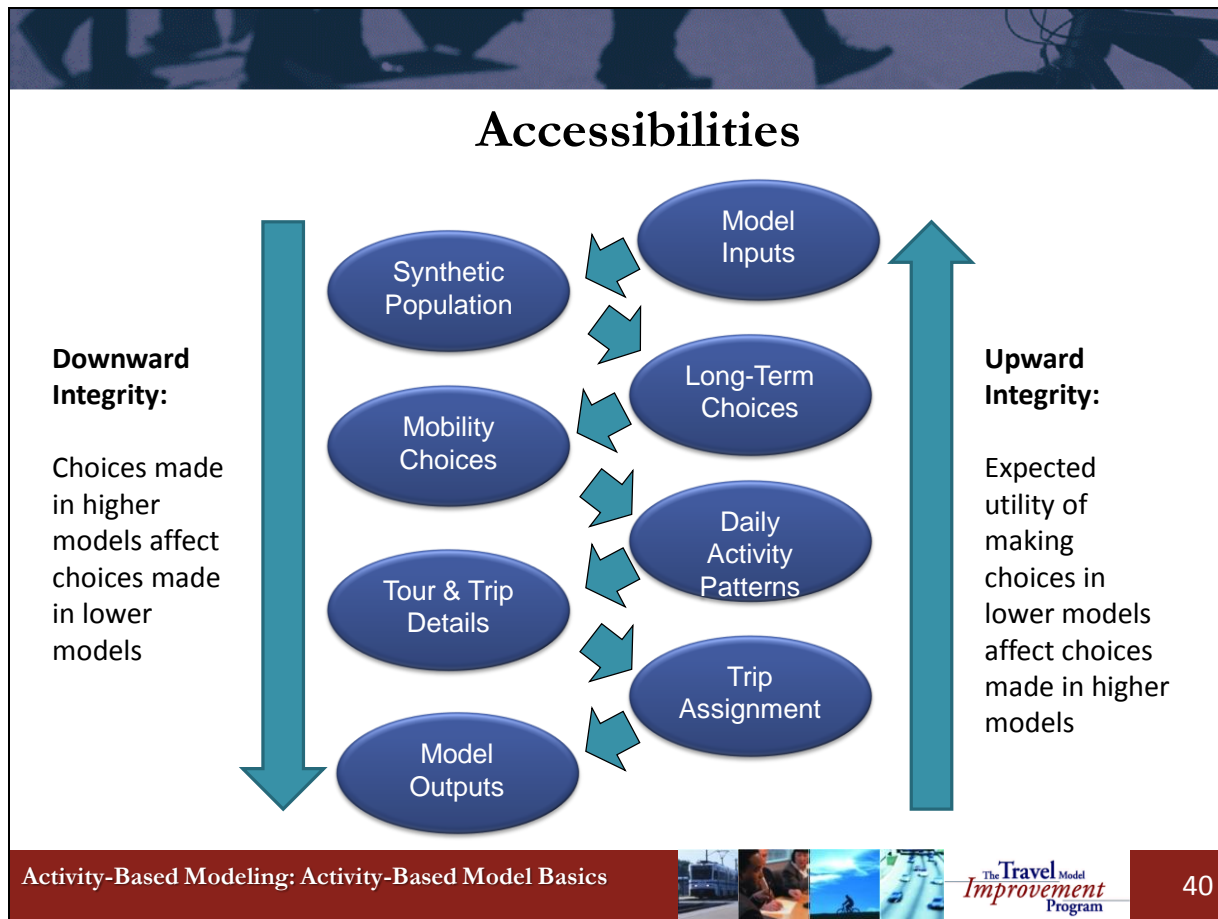 Accessibilities
Model
Inputs
Synthetic
Population
Long-Term
Choices
Mobility
Choices
Daily
Activity
Patterns
Tour & Trip
Details
Trip
Assignment
Model
Outputs
Downward
Integrity:
Choices made
in higher
models affect
choices made
in lower
models
Upward
Integrity:
Expected
utility of
making
choices in
lower models
affect choices
made in higher
models
Activity-Based Modeling: Activity-Based Model Basics
The Travel Model
Improvement
Program
40